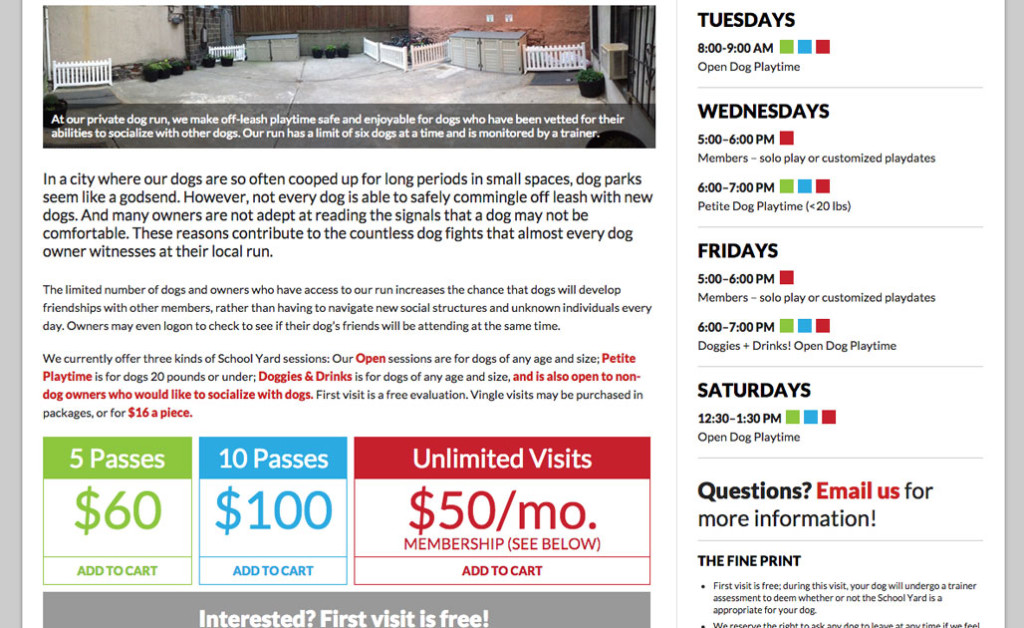 At our private dog run, we make off-leash playtime safe and enjoyable for dogs who have been vetted for their
abilities to socialize with other dogs. Our run has a limit of six dogs at a time and is monitored by a trainer.
In a city where our dogs are so often cooped up for long periods in small spaces, dog parks
seem like a godsend. However, not every dog is able to safely commingle off leash with new
dogs. And many owners are not adept at reading the signals that a dog may not be
comfortable. These reasons contribute to the countless dog fights that almost every dog
owner witnesses at their local run.
The limited number of dogs and owners who have access to our run increases the chance that dogs will develop
friendships with other members, rather than having to navigate new social structures and unknown individuals every
day. Owners may even logon to check to see if their dog's friends will be attending at the same time.
We currently offer three kinds of School Yard sessions: Our Open sessions are for dogs of any age and size; Petite
Playtime is for dogs 20 pounds or under; Doggies & Drinks is for dogs of any age and size, and is also open to non-
dog owners who would like to socialize with dogs. First visit is a free evaluation. Vingle visits may be purchased in
packages, or for $16 a piece.
5 Passes
$60
ADD TO CART
10 Passes
$100
ADD TO CART
Unlimited Visits
$50/mo.
MEMBERSHIP (SEE BELOW)
ADD TO CART
Interested? First visit is free!
TUESDAYS
8:00-9:00 AM
Open Dog Playtime
WEDNESDAYS
5:00–6:00 PM
Members – solo play or customized playdates
6:00–7:00 PM
Petite Dog Playtime (<20 lbs)
FRIDAYS
5:00–6:00 PM
Members – solo play or customized playdates
6:00–7:00 PM
Doggies + Drinks! Open Dog Playtime
SATURDAYS
12:30–1:30 PM
Open Dog Playtime
Questions? Email us for
more information!
THE FINE PRINT
• First visit is free; during this visit, your dog will undergo a trainer
assessment to deem whether or not the School Yard is a
appropriate for your dog.
• We reserve the right to ask any dog to leave at any time if we feel